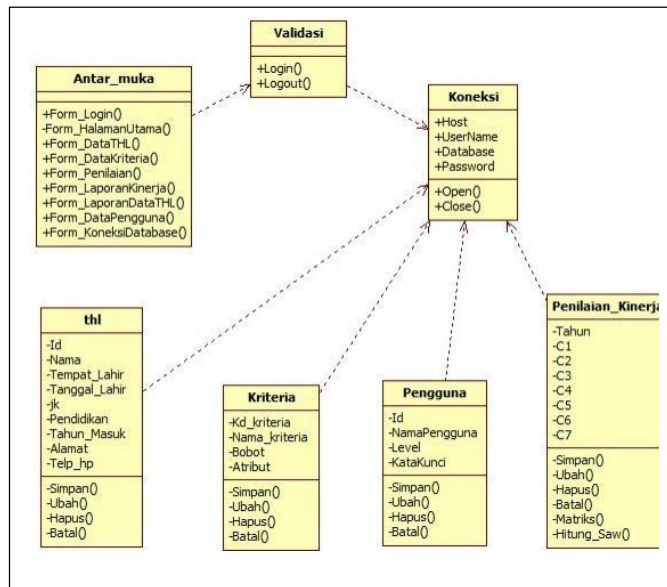 Validasi
+Login()
+Logout()
Antar_muka
+Form_Login()
-Form_HalamanUtama()
+Form_DataTHL()
+Form_DataKriteria()
+Form_Penilaian()
+Form_LaporanKinerja()
+Form_LaporanDataTHL()
+Form_DataPengguna()
+Form_KoneksiDatabase()
Koneksi
+Host
+UserName
+Database
+Password
+Open()
+Close()
thl
-Id
-Nama
-Tempat_Lahir
-Tanggal_Lahir
-jk
-Pendidikan
-Tahun_Masuk
-Alamat
-Telp_hp
-Simpan()
-Ubah()
-Hapus()
-Batal()
Kriteria
-Kd_kriteria
-Nama_kriteria
-Bobot
-Atribut
-Simpan()
-Ubah()
-Hapus()
-Batal()
Pengguna
-Id
-NamaPengguna
-Level
-KataKunci
-Simpan()
-Ubah()
-Hapus()
-Batal()
Penilaian_Kinerja
-Tahun
-C1
-C2
-C3
-C4
-C5
-C6
-C7
-Simpan()
-Ubah()
-Hapus()
-Batal()
-Matriks()
-Hitung_Saw()